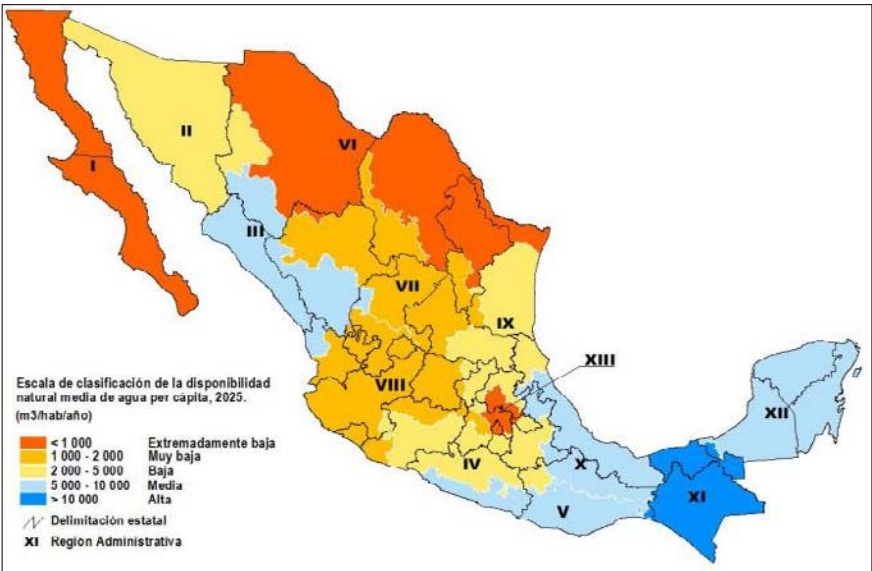 II
VI
I
III
VII
IX
XIII
VIII
XII
IV
X
V
XI
Escala de clasificación de la disponibilidad
natural media de agua per cápita, 2025.
(m3/hab/año)
< 1 000 Extremadamente baja
1 000 - 2 000 Muy baja
2 000 - 5 000 Baja
5 000 - 10 000 Media
> 10 000 Alta
Delimitación estatal
XI Región Administrativa